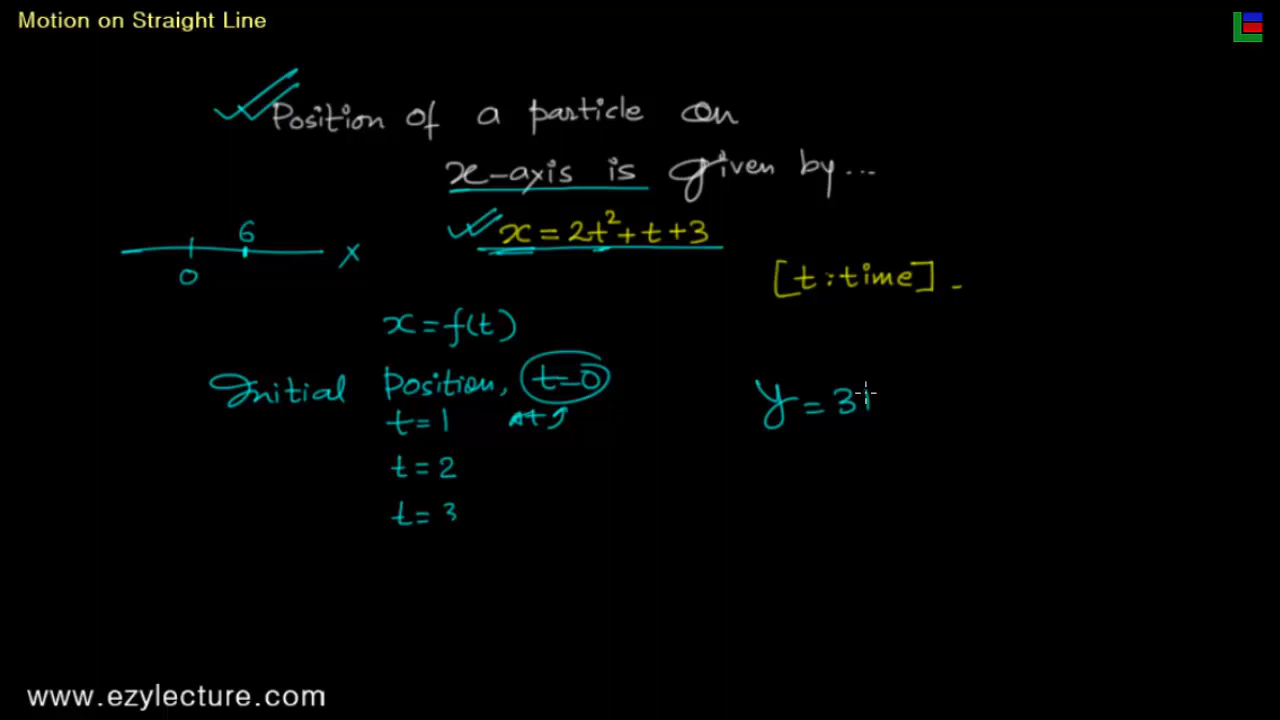 Motion on Straight Line
Position of a particle on
x-axis is given by...
x = 2t² + t + 3
6
0
X
[t : time] .
x = f(t)
Initial Position, t=0
t = 1
t = 2
t = 3
y = 3
www.ezylecture.com